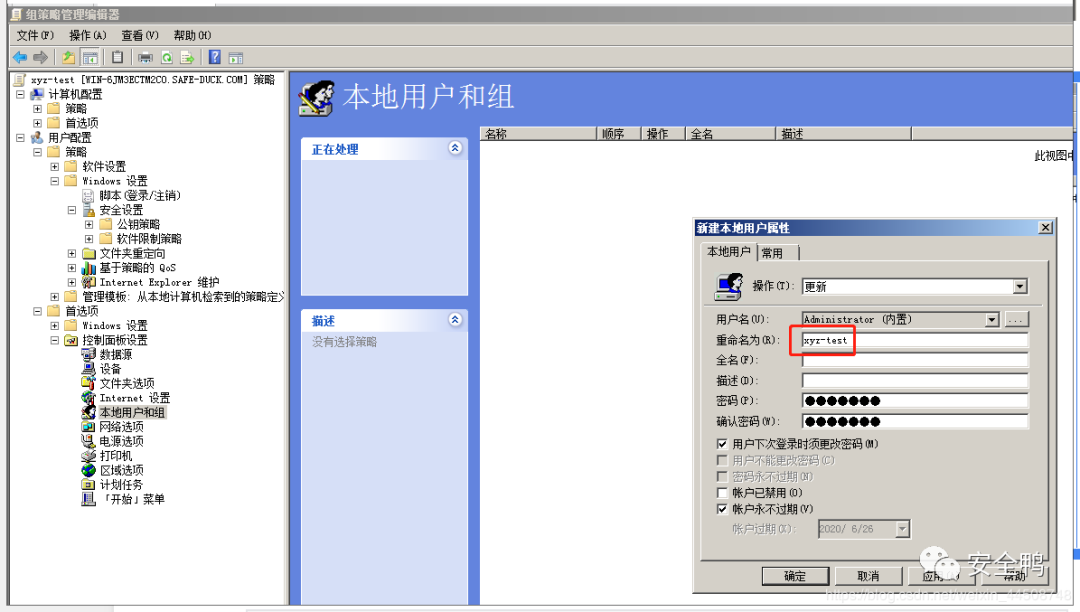 组策略管理编辑器
文件(F) 操作(A) 查看(V) 帮助(H)
xyz-test [WIN-6JM3ECTM2CO.SAFE-DUCK.COM] 策略
计算机配置
策略
首选项
用户配置
策略
软件设置
Windows 设置
脚本(登录/注销)
安全设置
公钥策略
软件限制策略
文件夹重定向
基于策略的 QoS
Internet Explorer 维护
管理模板: 从本地计算机检索到的策略定义
首选项
Windows 设置
控制面板设置
数据源
设备
文件夹选项
Internet 设置
本地用户和组
网络选项
电源选项
打印机
区域选项
计划任务
「开始」菜单
本地用户和组
正在处理
描述
没有选择策略
名称 顺序 操作 全名 描述
此视图中
新建本地用户属性
本地用户 常用
操作(T): 更新
用户名(U): Administrator (内置) ...
重命名为(R): xyz-test
全名(F):
描述(D):
密码(P): ●●●●●●●
确认密码(W): ●●●●●●●
用户下次登录时须更改密码(M)
用户不能更改密码(C)
密码永不过期(N)
帐户已禁用(O)
帐户永不过期(V)
帐户过期(X): 2020/ 6/26
确定 取消 应用(A) 帮助
安全鸭